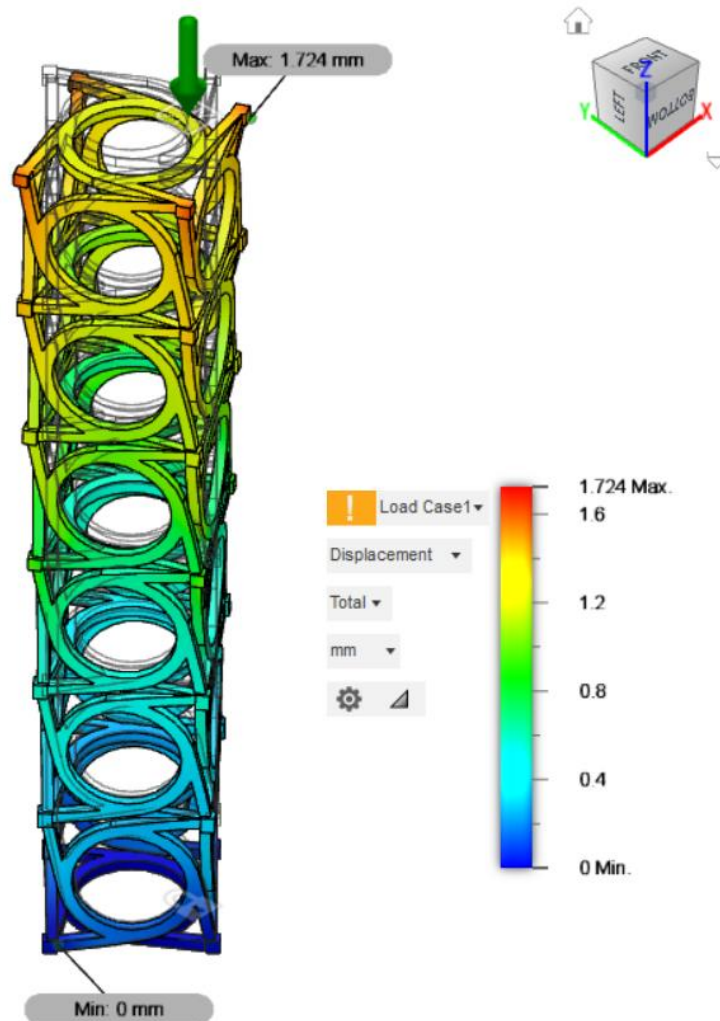 Max: 1.724 mm
FRONT
Z
LEFT
BOTTOM
Y
X
! Load Case1
Displacement
Total
mm
1.724 Max.
1.6
1.2
0.8
0.4
0 Min.
Min: 0 mm